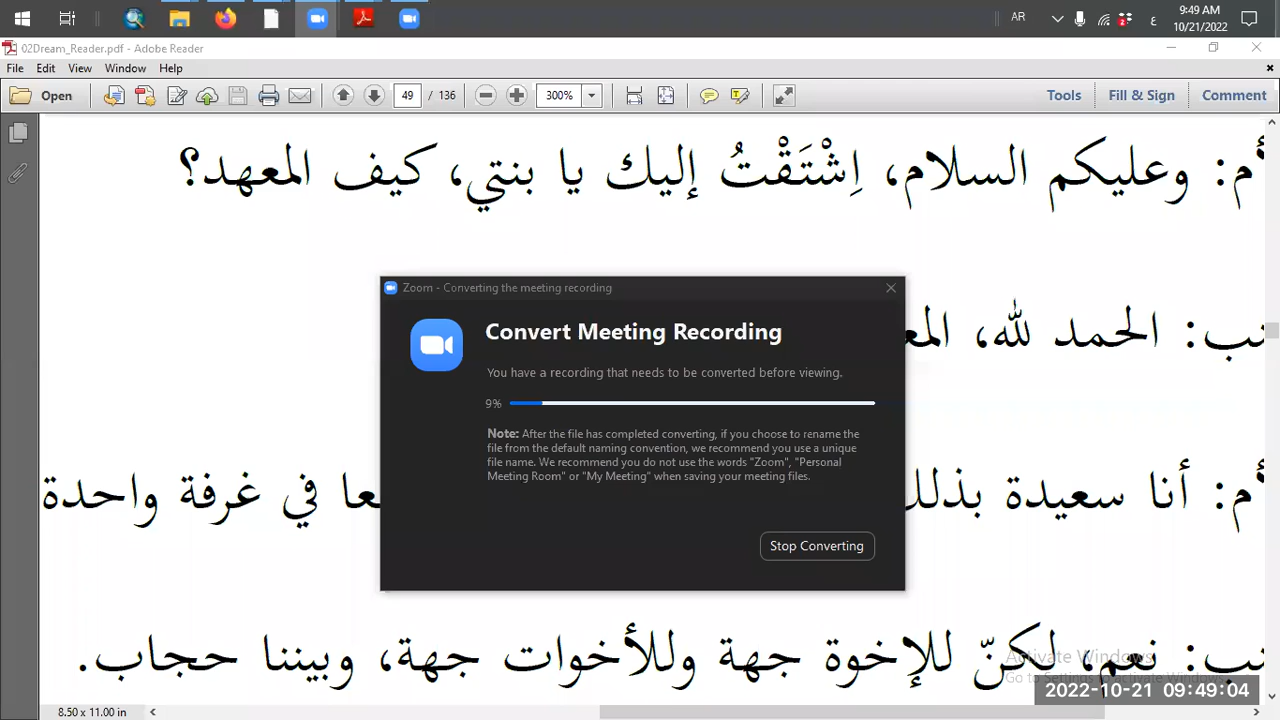 AR
ع
9:49 AM
10/21/2022
02Dream_Reader.pdf - Adobe Reader
File Edit View Window Help
Open 49 / 136 300% Tools Fill & Sign Comment
أم: وعليكم السلام، اِشْتَقْتُ إليك يا بنتي، كيف المعهد؟
Zoom - Converting the meeting recording
Convert Meeting Recording
You have a recording that needs to be converted before viewing.
9%
Note: After the file has completed converting, if you choose to rename the
file from the default naming convention, we recommend you use a unique
file name. We recommend you do not use the words "Zoom", "Personal
Meeting Room" or "My Meeting" when saving your meeting files.
Stop Converting
الحمد لله،
أم: أنا سعيدة بذلك في غرفة واحدة
نعم، لكنّ للإخوة جهة وللأخوات جهة، وبيننا حجاب.
Activate Windows
Go to Settings to activate Windows.
2022-10-21 09:49:04
8.50 x 11.00 in